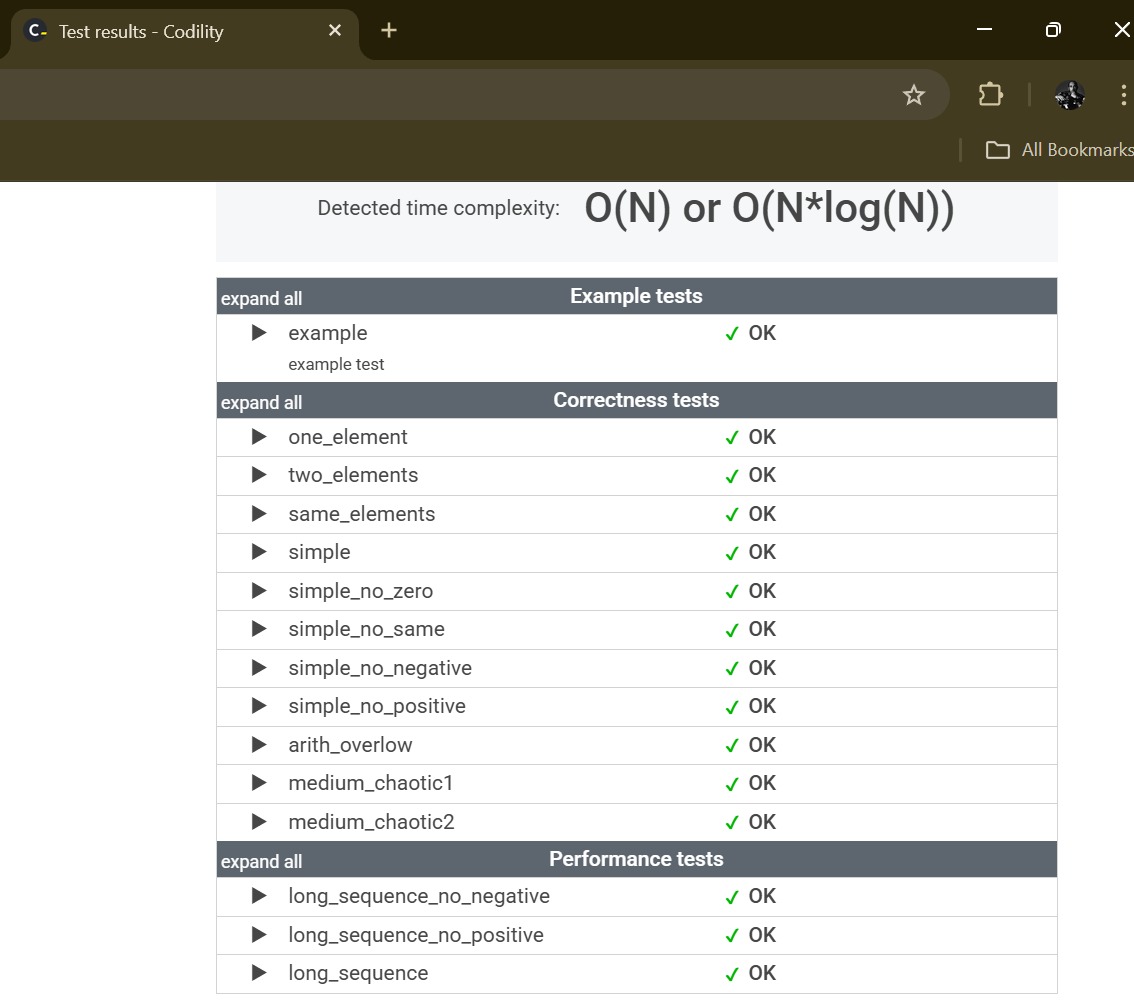 Test results - Codility
All Bookmarks
Detected time complexity: O(N) or O(N*log(N))
expand all Example tests
example ✓ OK
example test
expand all Correctness tests
one_element ✓ OK
two_elements ✓ OK
same_elements ✓ OK
simple ✓ OK
simple_no_zero ✓ OK
simple_no_same ✓ OK
simple_no_negative ✓ OK
simple_no_positive ✓ OK
arith_overlow ✓ OK
medium_chaotic1 ✓ OK
medium_chaotic2 ✓ OK
expand all Performance tests
long_sequence_no_negative ✓ OK
long_sequence_no_positive ✓ OK
long_sequence ✓ OK